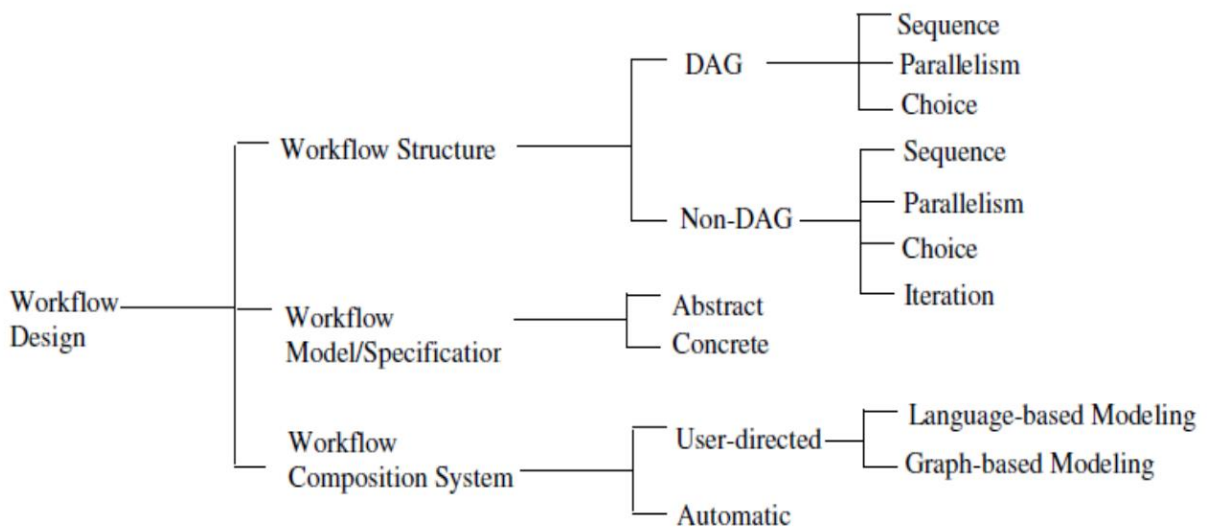 Sequence
DAG
Parallelism
Choice
Workflow Structure
Sequence
Non-DAG
Parallelism
Choice
Iteration
Workflow
Design
Workflow
Model/Specification
Abstract
Concrete
Workflow
Composition System
User-directed
Language-based Modeling
Graph-based Modeling
Automatic